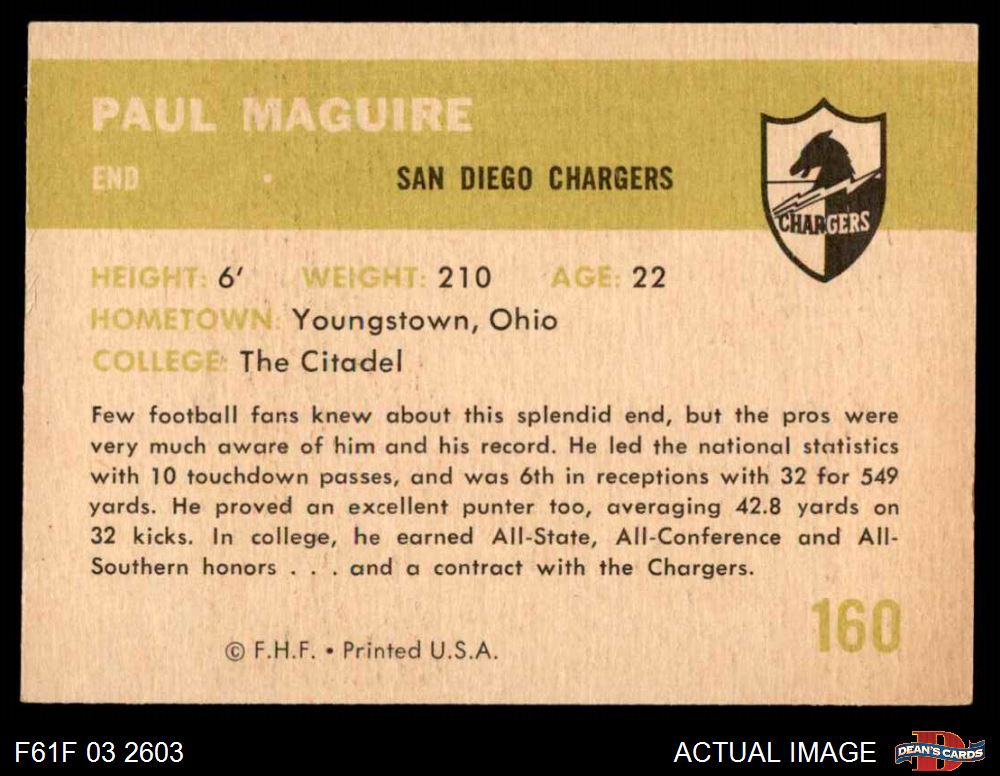 PAUL MAGUIRE
END • SAN DIEGO CHARGERS
CHARGERS
HEIGHT: 6' WEIGHT: 210 AGE: 22
HOMETOWN: Youngstown, Ohio
COLLEGE: The Citadel
Few football fans knew about this splendid end, but the pros were
very much aware of him and his record. He led the national statistics
with 10 touchdown passes, and was 6th in receptions with 32 for 549
yards. He proved an excellent punter too, averaging 42.8 yards on
32 kicks. In college, he earned All-State, All-Conference and All-
Southern honors . . . and a contract with the Chargers.
160
© F.H.F. • Printed U.S.A.
F61F 03 2603
ACTUAL IMAGE
D
DEAN'S CARDS